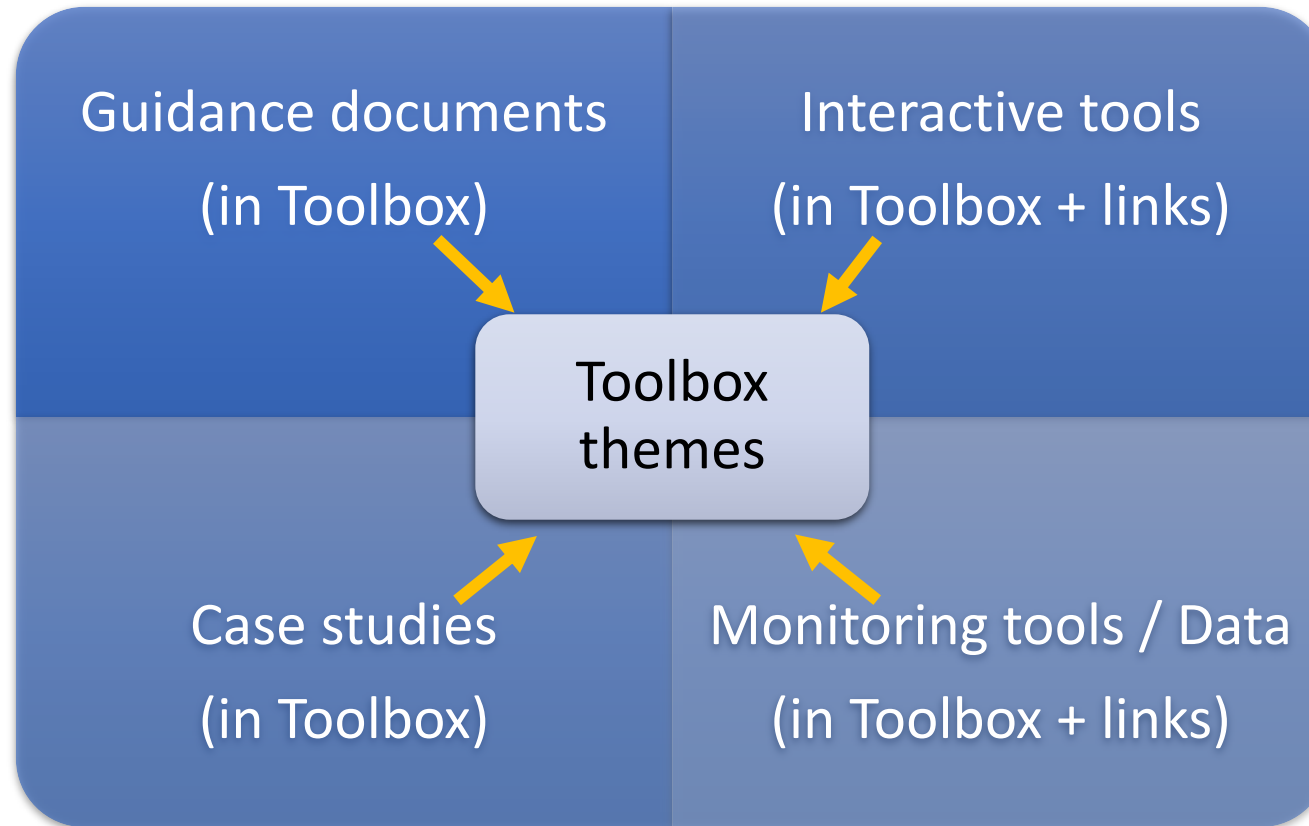 Guidance documents
(in Toolbox)
Interactive tools
(in Toolbox + links)
Toolbox
themes
Case studies
(in Toolbox)
Monitoring tools / Data
(in Toolbox + links)